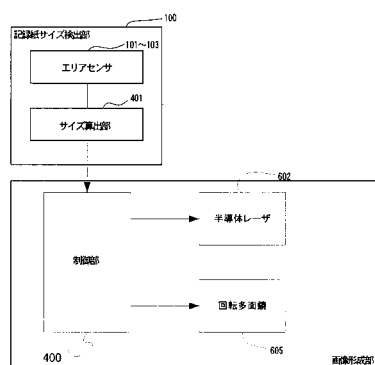 100
記録紙サイズ検出部
101～103
エリアセンサ
401
サイズ算出部
602
半導体レーザ
制御部
回転多面鏡
400
605
画像形成部